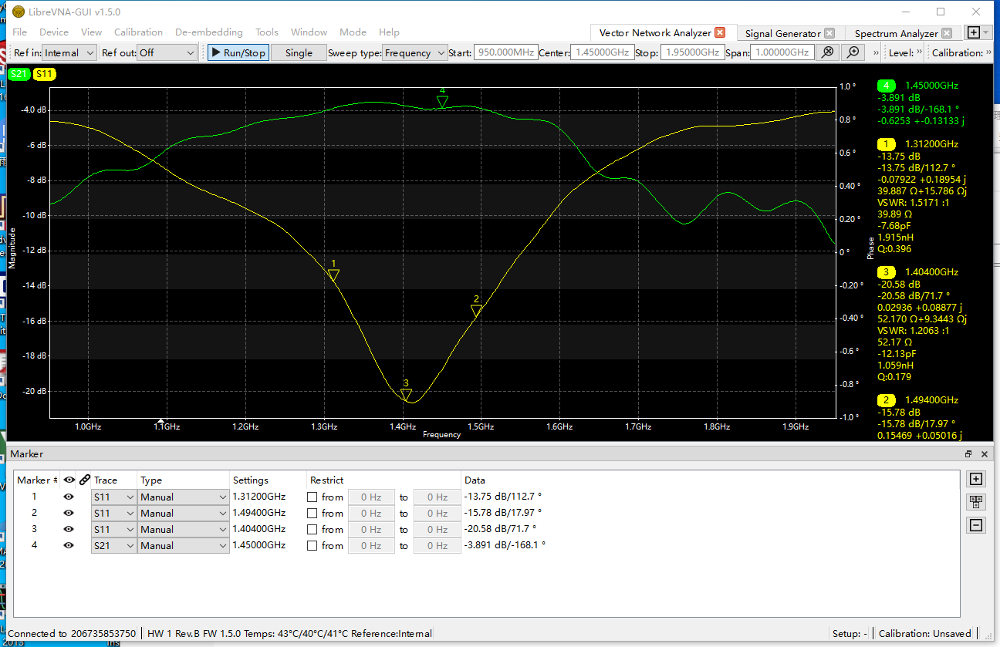 LibreVNA-GUI v1.5.0
File Device View Calibration De-embedding Tools Window Mode Help
Vector Network Analyzer Signal Generator Spectrum Analyzer
Ref in: Internal Ref out: Off Run/Stop Single Sweep type: Frequency Start: 950.000MHz Center: 1.45000GHz Stop: 1.95000GHz Span: 1.00000GHz » Level: » Calibration: »
S21 S11
-4.0 dB
-6 dB
-8 dB
-10 dB
-12 dB
-14 dB
-16 dB
-18 dB
-20 dB
Magnitude
4
1
2
3
1.0GHz 1.1GHz 1.2GHz 1.3GHz 1.4GHz 1.5GHz 1.6GHz 1.7GHz 1.8GHz 1.9GHz
Frequency
1.0 °
0.8 °
0.6 °
0.40 °
0.20 °
0 °
-0.20 °
-0.40 °
-0.6 °
-0.8 °
-1.0 °
Phase
4 1.45000GHz
-3.891 dB
-3.891 dB/-168.1 °
-0.6253 +-0.13133 j
1 1.31200GHz
-13.75 dB
-13.75 dB/112.7 °
-0.07922 +0.18954 j
39.887 Ω+15.786 Ωj
VSWR: 1.5171 :1
39.89 Ω
-7.68pF
1.915nH
Q:0.396
3 1.40400GHz
-20.58 dB
-20.58 dB/71.7 °
0.02936 +0.08877 j
52.170 Ω+9.3443 Ωj
VSWR: 1.2063 :1
52.17 Ω
-12.13pF
1.059nH
Q:0.179
2 1.49400GHz
-15.78 dB
-15.78 dB/17.97 °
0.15469 +0.05016 j
Marker
Marker # Trace Type Settings Restrict Data
1 S11 Manual 1.31200GHz from 0 Hz to 0 Hz -13.75 dB/112.7 °
2 S11 Manual 1.49400GHz from 0 Hz to 0 Hz -15.78 dB/17.97 °
3 S11 Manual 1.40400GHz from 0 Hz to 0 Hz -20.58 dB/71.7 °
4 S21 Manual 1.45000GHz from 0 Hz to 0 Hz -3.891 dB/-168.1 °
Connected to 206735853750 HW 1 Rev.B FW 1.5.0 Temps: 43°C/40°C/41°C Reference:Internal Setup: - Calibration: Unsaved